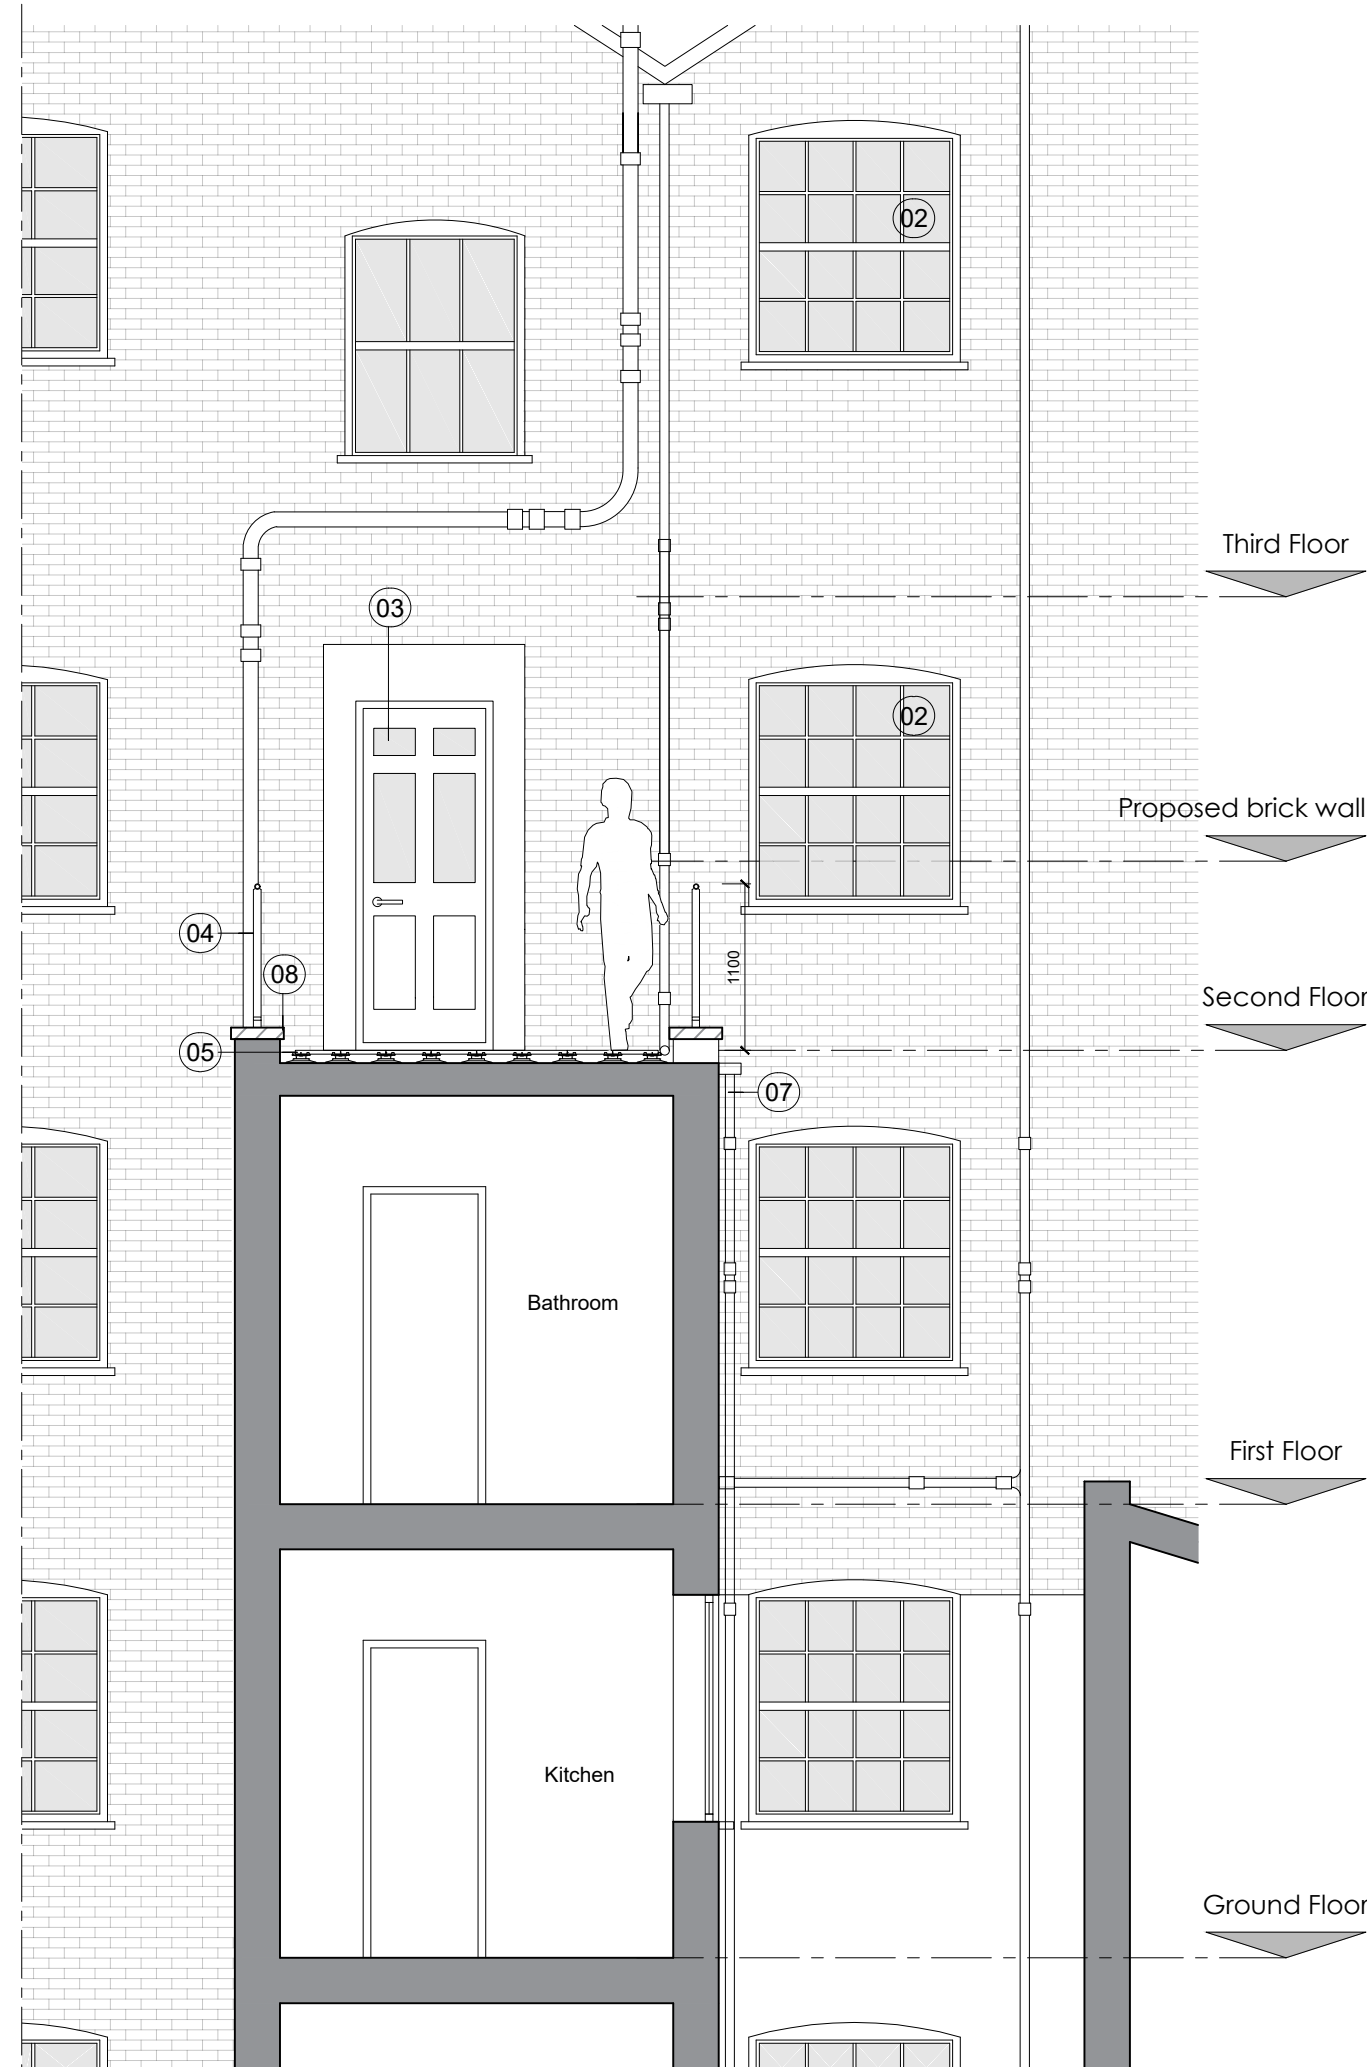 02
Third Floor
03
02
Proposed brick wall
04
1100
08
Second Floor
05
07
Bathroom
First Floor
Kitchen
Ground Floor